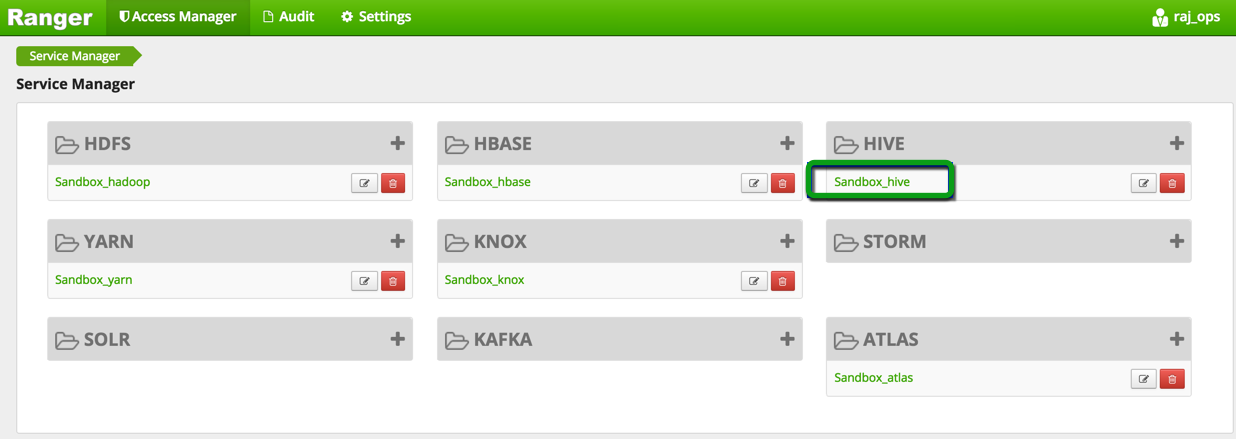 Ranger Access Manager Audit Settings raj_ops
Service Manager
Service Manager
HDFS HBASE HIVE
Sandbox_hadoop Sandbox_hbase Sandbox_hive
YARN KNOX STORM
Sandbox_yarn Sandbox_knox
SOLR KAFKA ATLAS
Sandbox_atlas